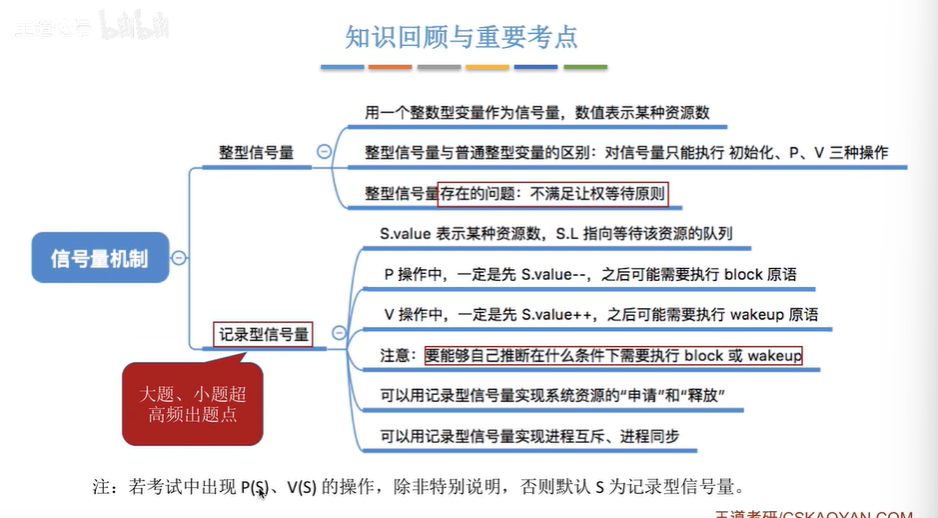 知识回顾与重要考点
用一个整数型变量作为信号量，数值表示某种资源数
整型信号量
整型信号量与普通整型变量的区别：对信号量只能执行 初始化、P、V 三种操作
整型信号量存在的问题：不满足让权等待原则
信号量机制
S.value 表示某种资源数，S.L 指向等待该资源的队列
P 操作中，一定是先 S.value--，之后可能需要执行 block 原语
V 操作中，一定是先 S.value++，之后可能需要执行 wakeup 原语
记录型信号量
注意：要能够自己推断在什么条件下需要执行 block 或 wakeup
大题、小题超
高频出题点
可以用记录型信号量实现系统资源的“申请”和“释放”
可以用记录型信号量实现进程互斥、进程同步
注：若考试中出现 P(S)、V(S) 的操作，除非特别说明，否则默认 S 为记录型信号量。
王道考研/CSKAOYAN.COM